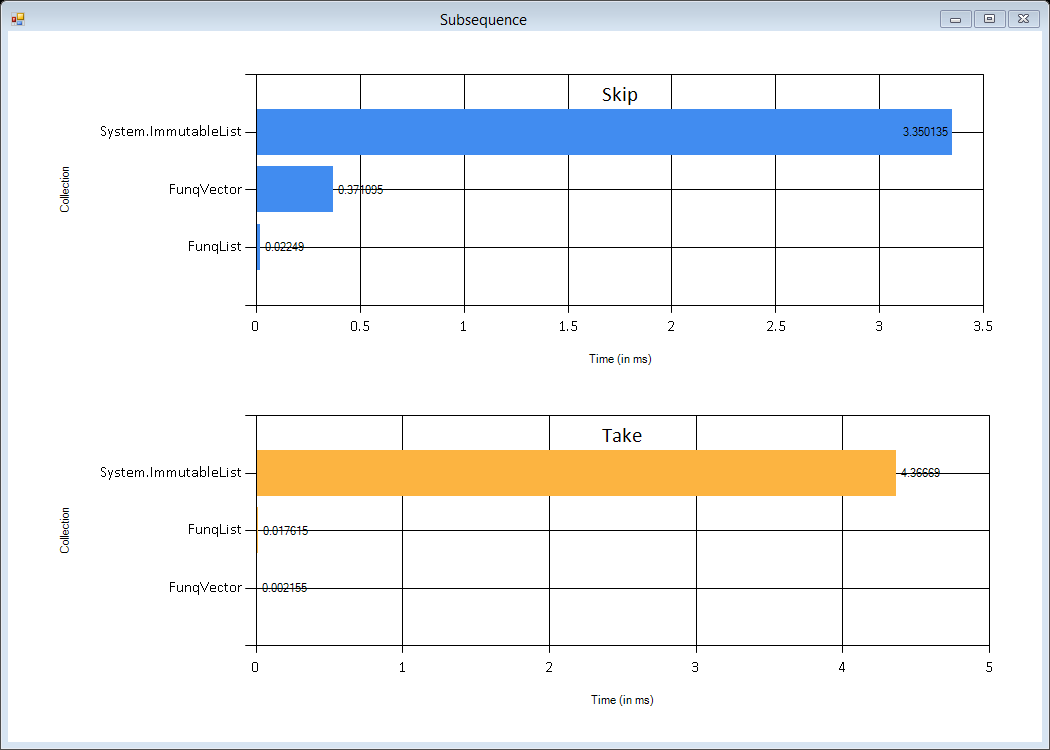 Subsequence
Skip
System.ImmutableList
3.350135
FunqVector
0.371095
FunqList
0.02249
Collection
0 0.5 1 1.5 2 2.5 3 3.5
Time (in ms)
Take
System.ImmutableList
4.36669
FunqList
0.017615
FunqVector
0.002155
Collection
0 1 2 3 4 5
Time (in ms)